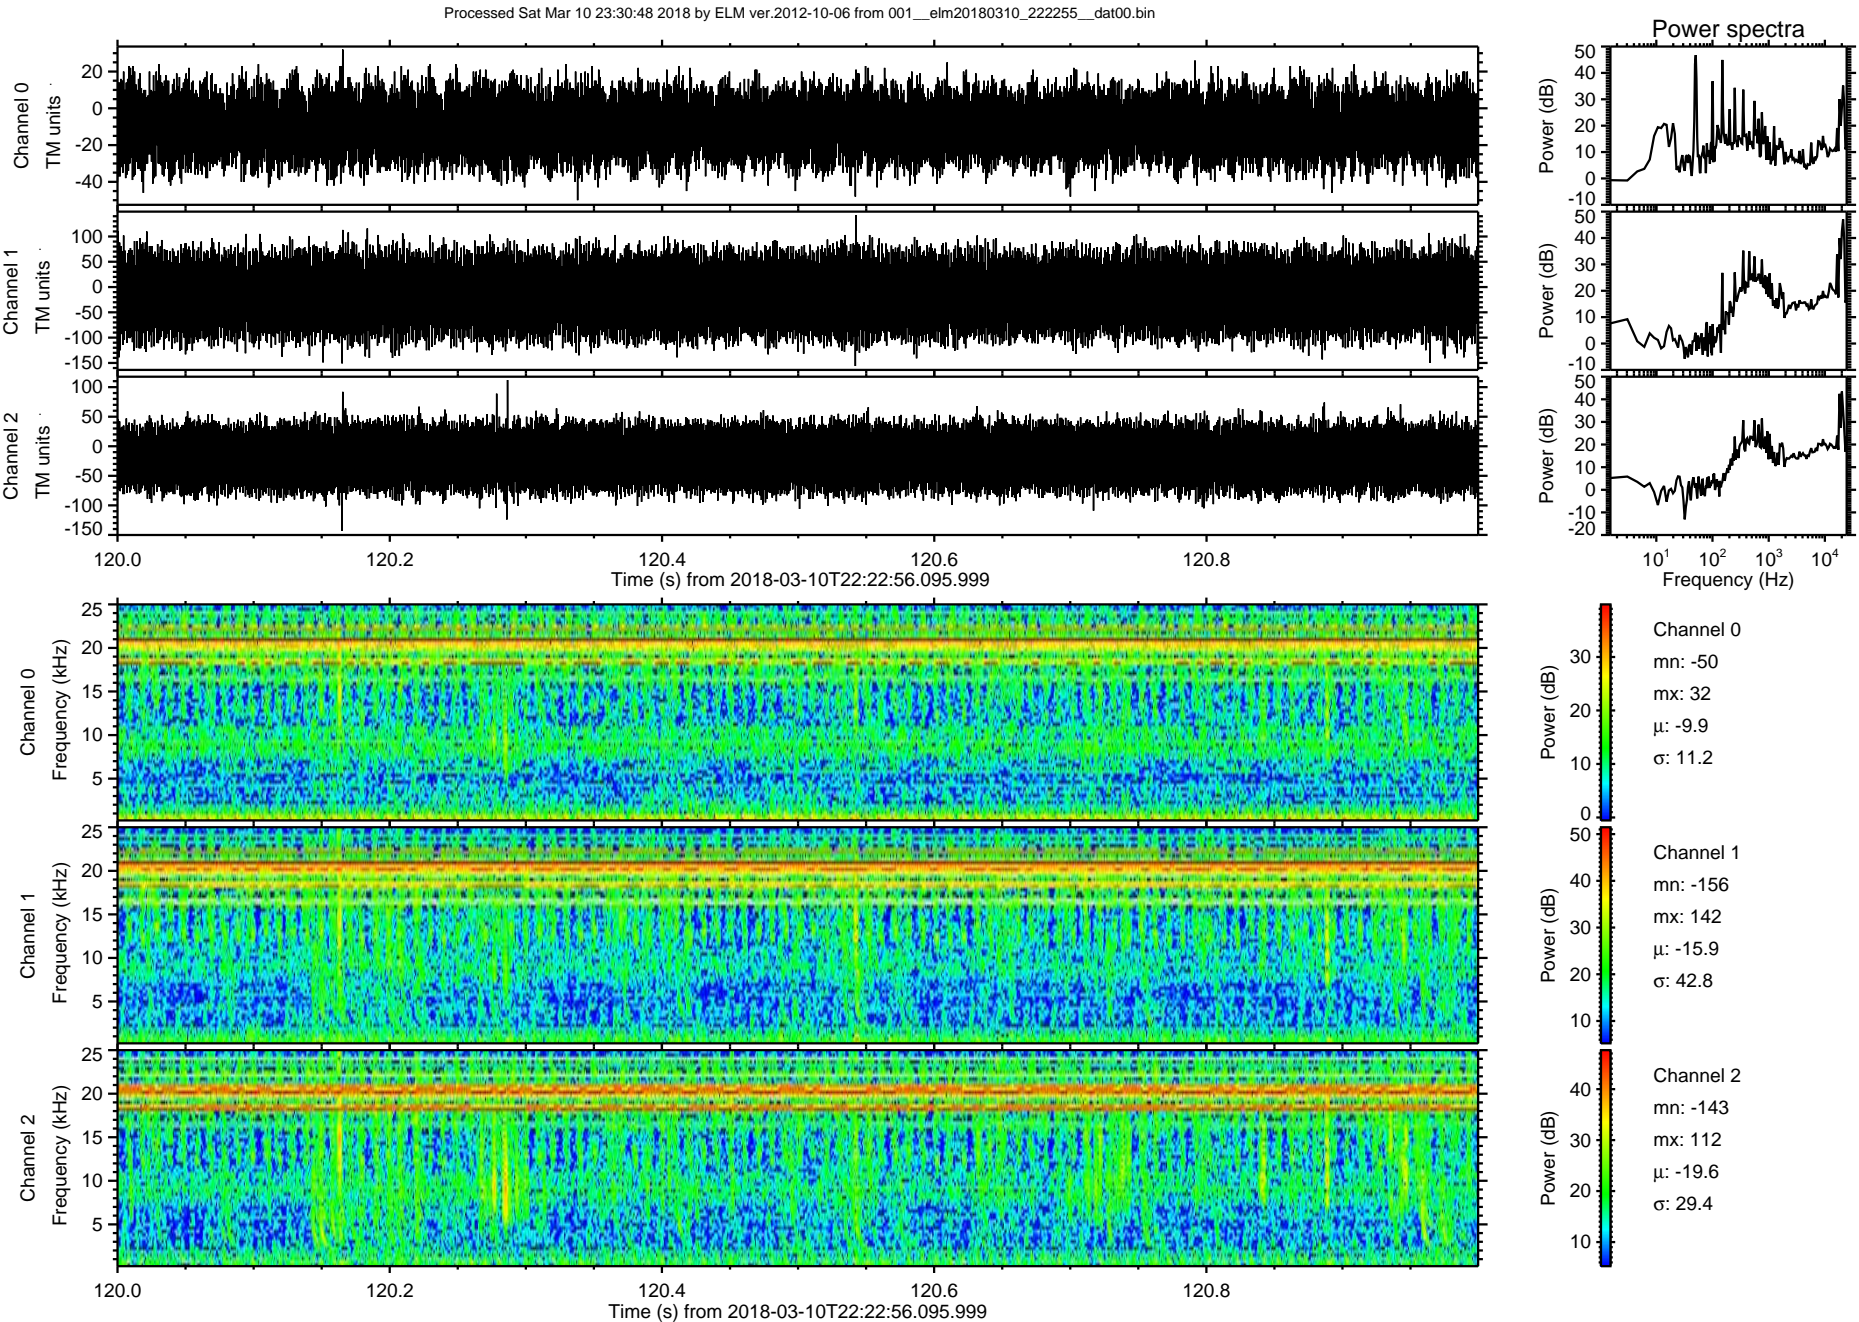 Processed Sat Mar 10 23:30:48 2018 by ELM ver.2012-10-06 from 001__elm20180310_222255__dat00.bin
Power spectra
Channel 0
TM units
20
0
-20
-40
Power (dB)
50
40
30
20
10
0
-10
Channel 1
TM units
100
50
0
-50
-100
-150
Power (dB)
50
40
30
20
10
0
-10
Channel 2
TM units
100
50
0
-50
-100
-150
Power (dB)
50
40
30
20
10
0
-10
-20
120.0 120.2 120.4 120.6 120.8
Time (s) from 2018-03-10T22:22:56.095.999
10¹ 10² 10³ 10⁴
Frequency (Hz)
Channel 0
Frequency (kHz)
25
20
15
10
5
Power (dB)
30
20
10
0
Channel 0
mn: -50
mx: 32
µ: -9.9
σ: 11.2
Channel 1
Frequency (kHz)
25
20
15
10
5
Power (dB)
50
40
30
20
10
Channel 1
mn: -156
mx: 142
µ: -15.9
σ: 42.8
Channel 2
Frequency (kHz)
25
20
15
10
5
Power (dB)
40
30
20
10
Channel 2
mn: -143
mx: 112
µ: -19.6
σ: 29.4
120.0 120.2 120.4 120.6 120.8
Time (s) from 2018-03-10T22:22:56.095.999